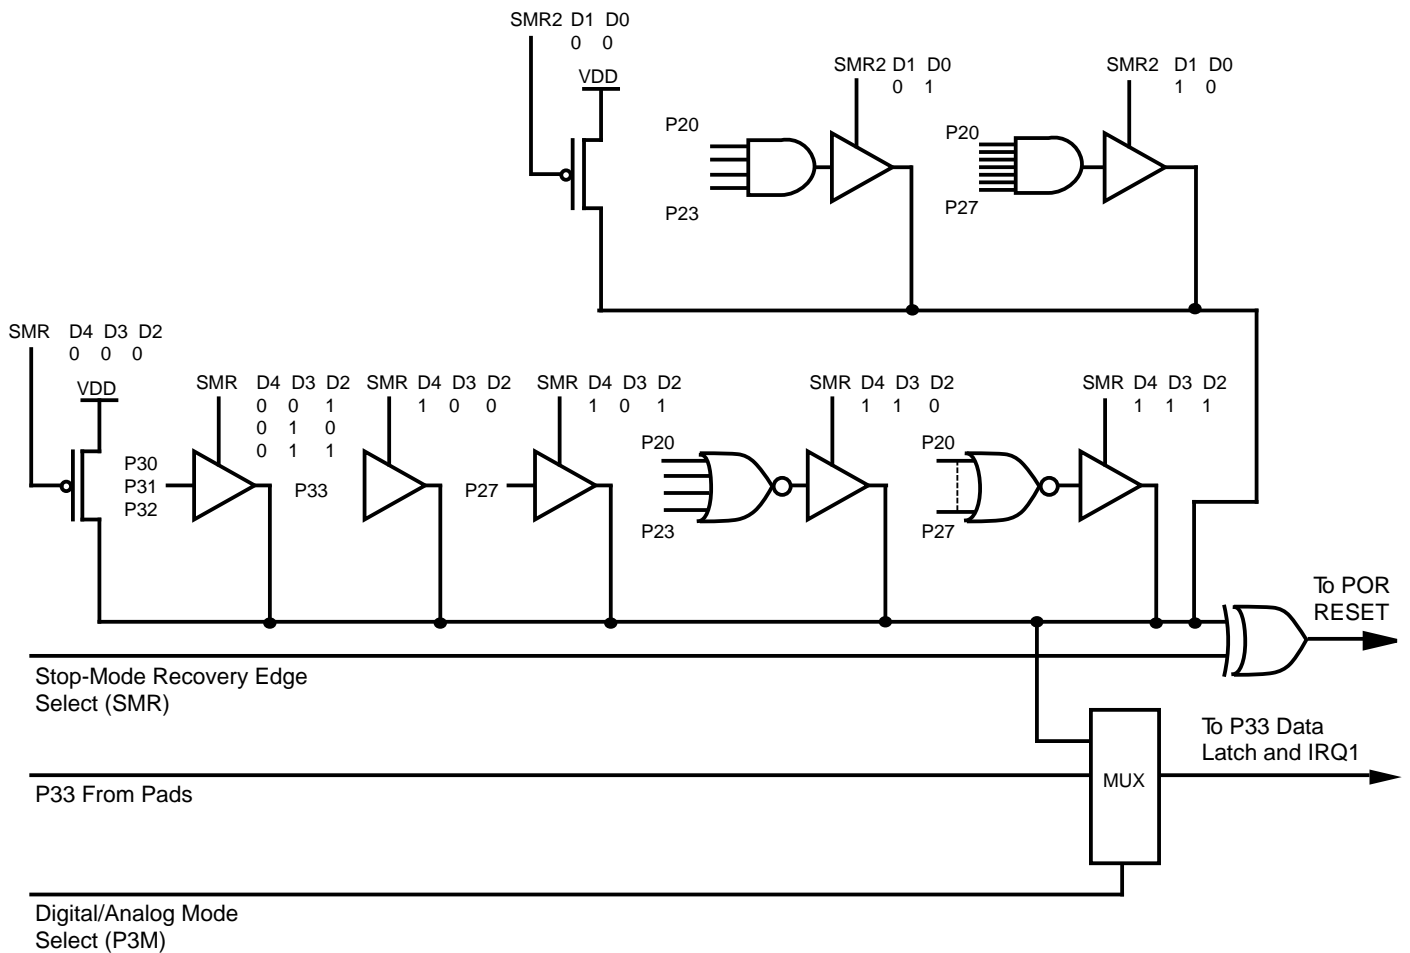 SMR2 D1 D0
0 0
VDD
SMR2 D1 D0
0 1
SMR2 D1 D0
1 0
P20
P23
P20
P27
SMR D4 D3 D2
0 0 0
VDD
SMR D4 D3 D2
0 0 1
0 1 0
0 1 1
SMR D4 D3 D2
1 0 0
SMR D4 D3 D2
1 0 1
SMR D4 D3 D2
1 1 0
SMR D4 D3 D2
1 1 1
P30
P31
P32
P33
P27
P20
P23
P20
P27
To POR
RESET
Stop-Mode Recovery Edge
Select (SMR)
To P33 Data
Latch and IRQ1
MUX
P33 From Pads
Digital/Analog Mode
Select (P3M)